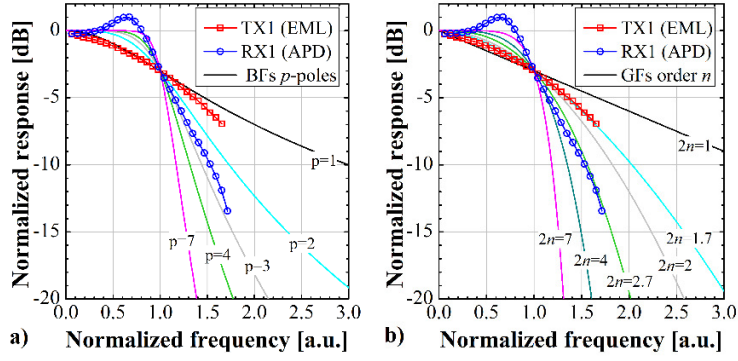 TX1 (EML)
RX1 (APD)
BFs p-poles
Normalized response [dB]
0
-5
-10
-15
-20
p=1
p=2
p=3
p=4
p=7
0.0 0.5 1.0 1.5 2.0 2.5 3.0
a) Normalized frequency [a.u.]
TX1 (EML)
RX1 (APD)
GFs order n
Normalized response [dB]
0
-5
-10
-15
-20
2n=1
2n=1.7
2n=2
2n=2.7
2n=4
2n=7
0.0 0.5 1.0 1.5 2.0 2.5 3.0
b) Normalized frequency [a.u.]